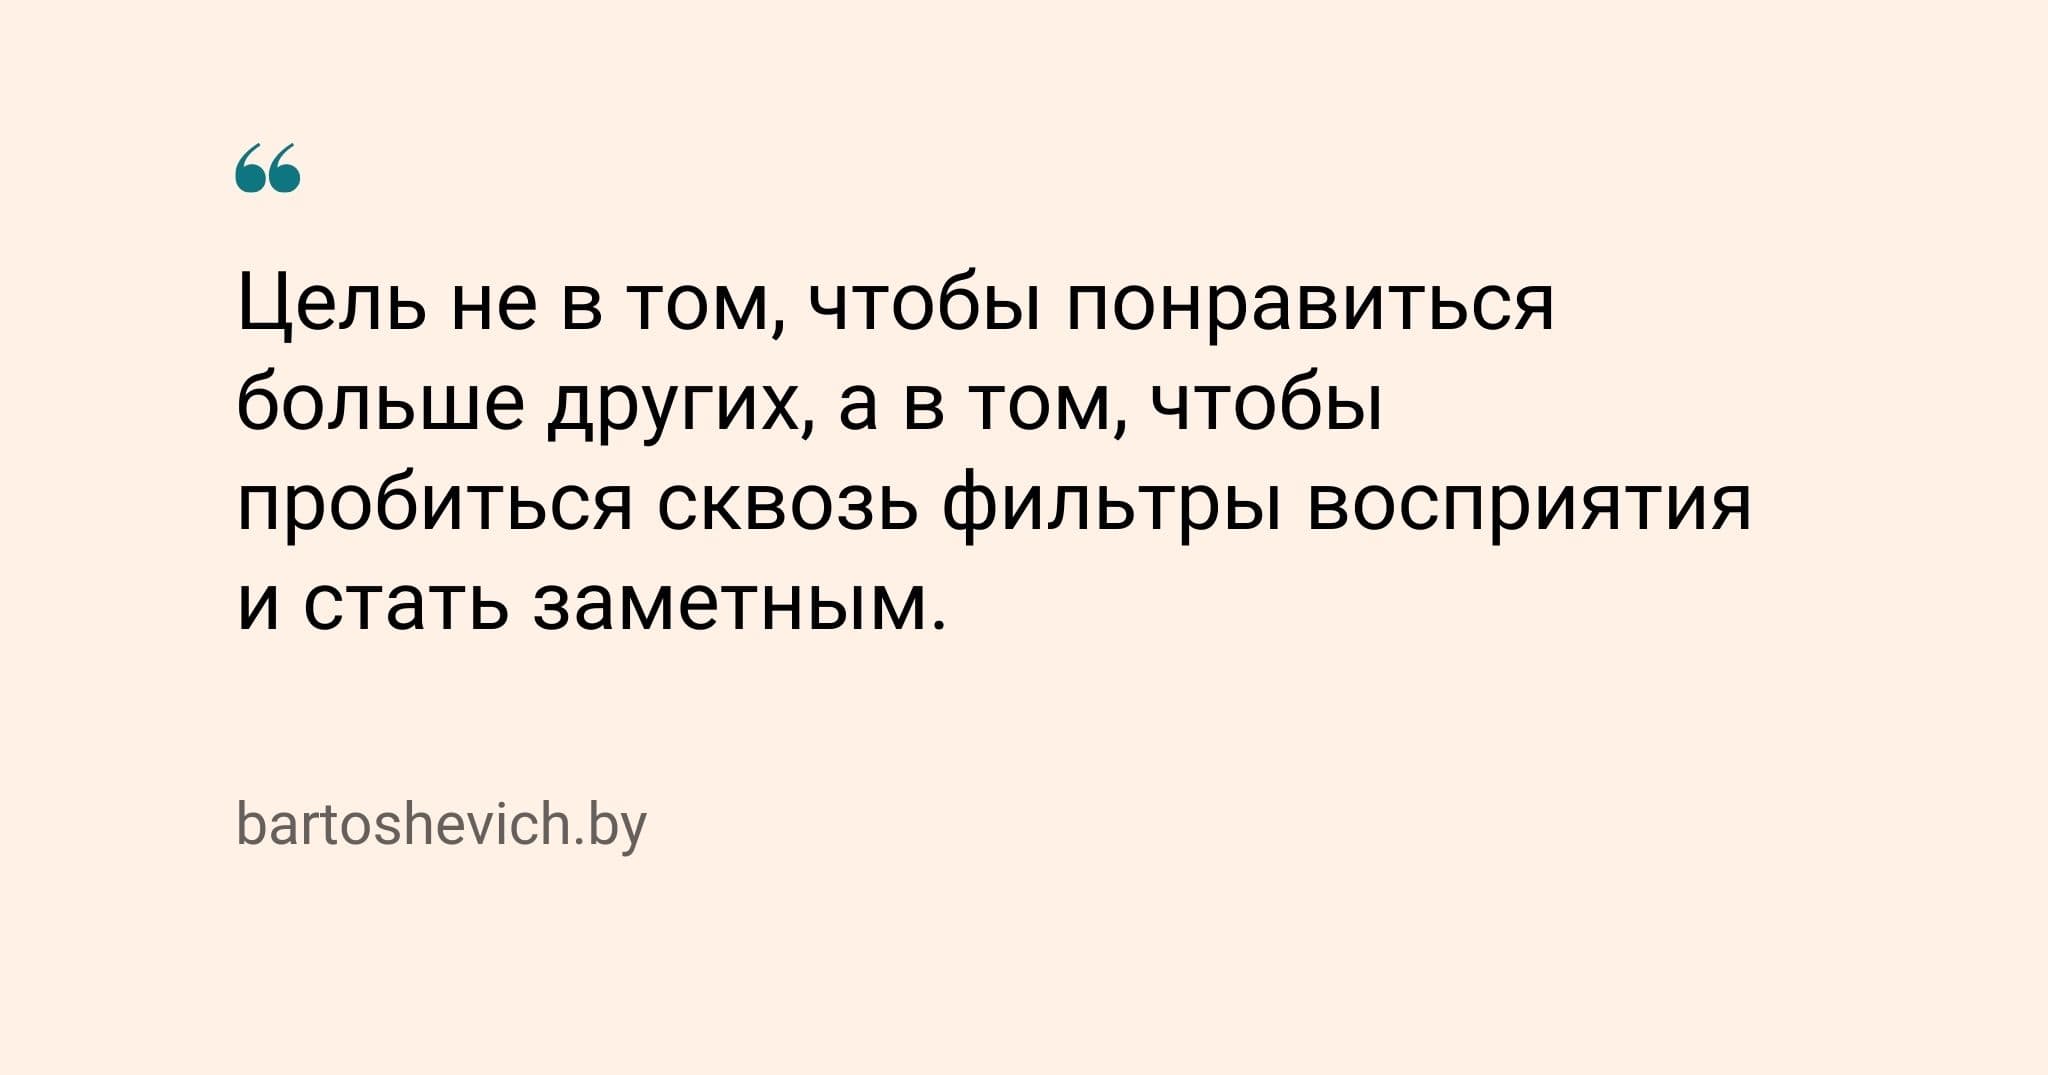 “
Цель не в том, чтобы понравиться
больше других, а в том, чтобы
пробиться сквозь фильтры восприятия
и стать заметным.
bartoshevich.by